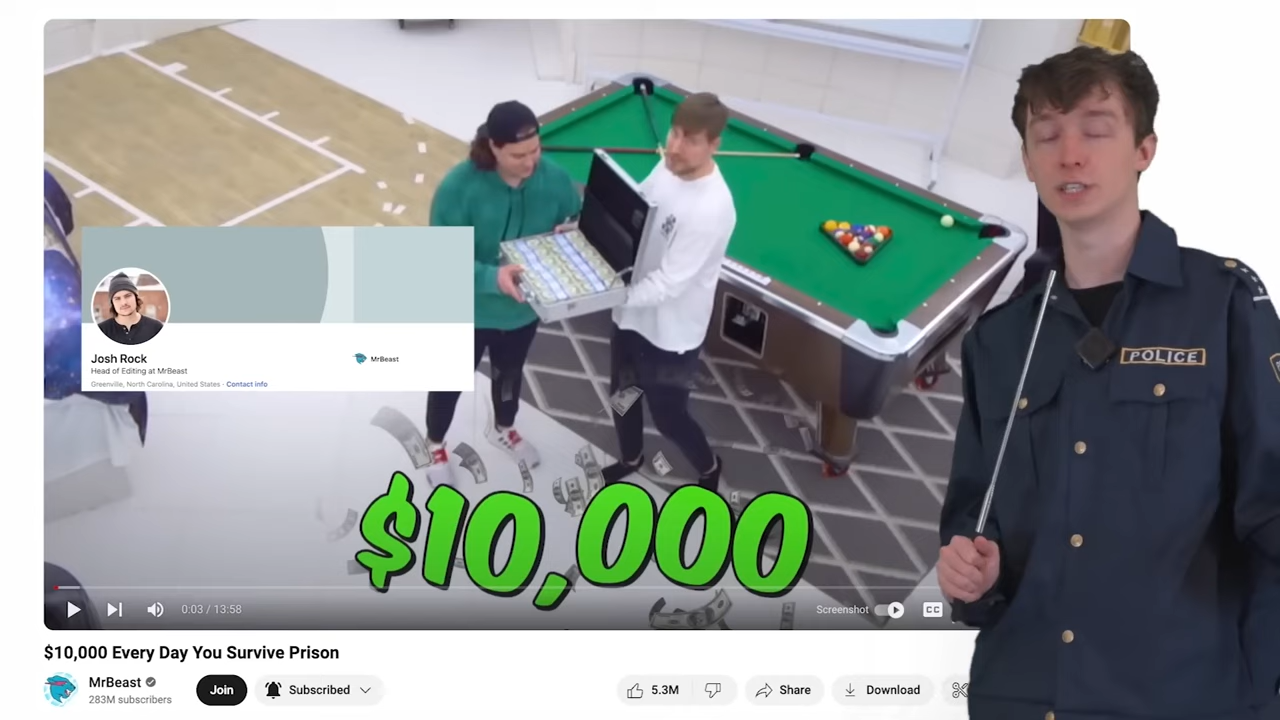 POLICE
Josh Rock
MrBeast
Head of Editing at MrBeast
Greenville, North Carolina, United States · Contact info
$10,000
0:03 / 13:58
Screenshot
CC
$10,000 Every Day You Survive Prison
MrBeast
283M subscribers
Join
Subscribed
5.3M
Share
Download